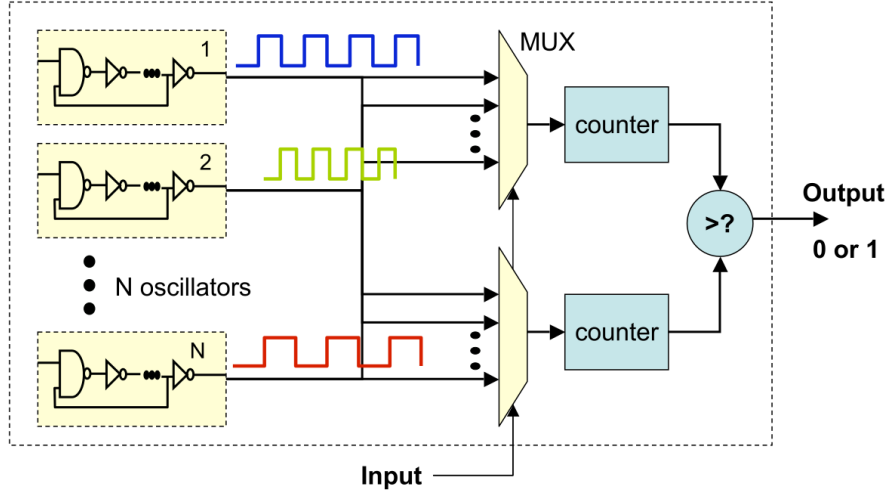 1
MUX
counter
2
>?
Output
0 or 1
N oscillators
N
counter
Input